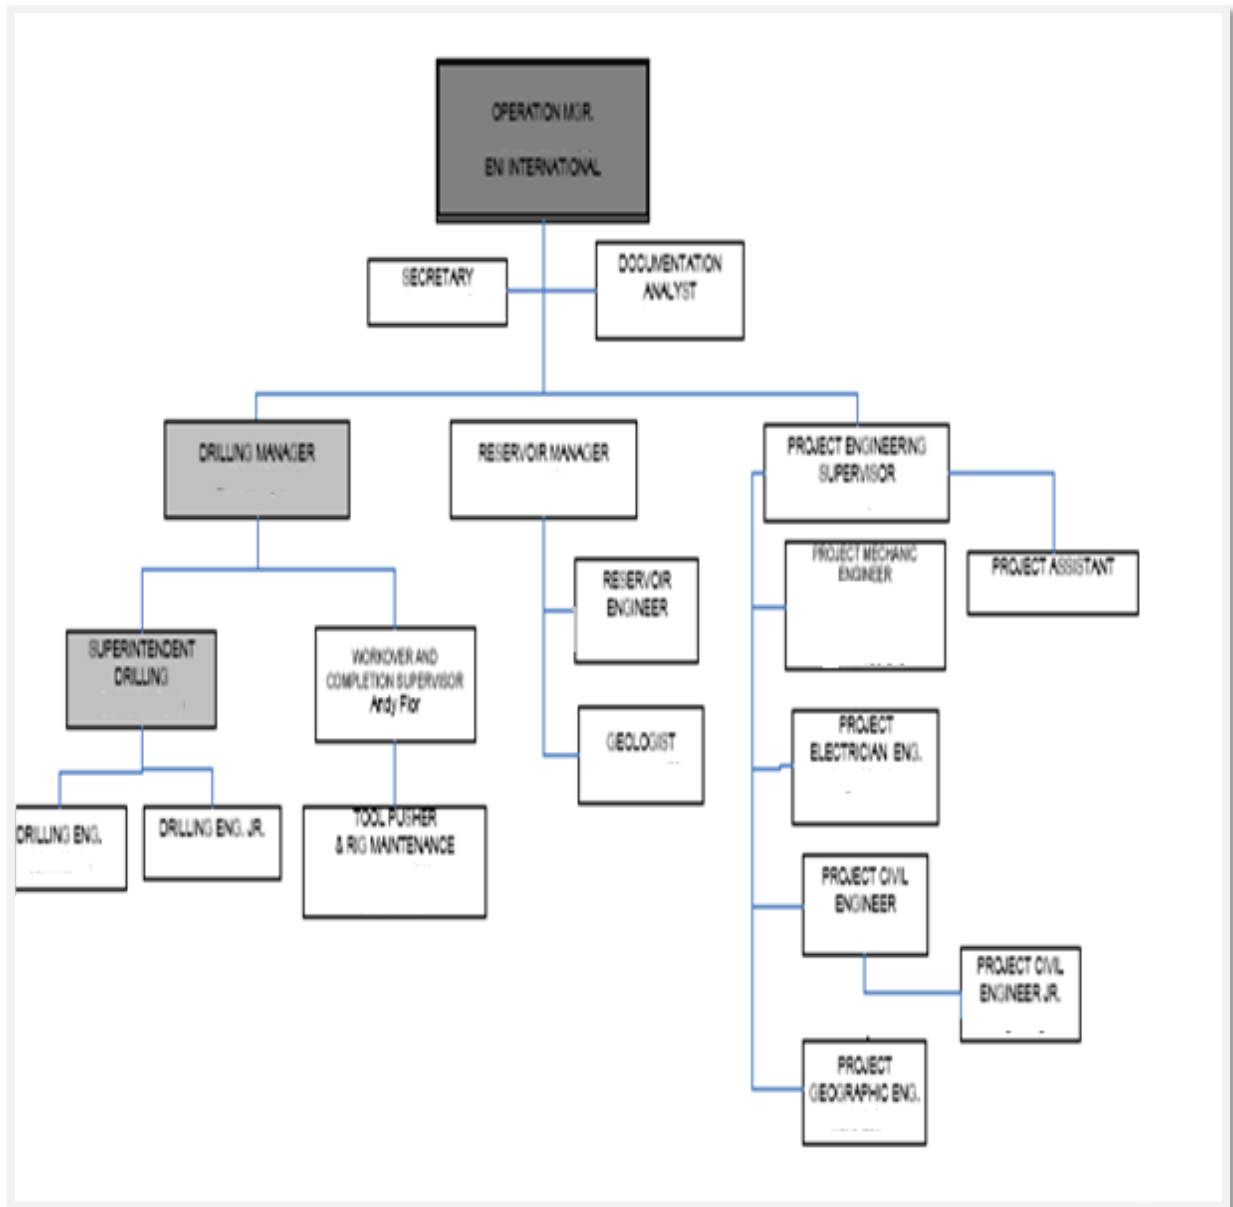 OPERATION MGR.
ENI INTERNATIONAL
SECRETARY
DOCUMENTATION
ANALYST
DRILLING MANAGER
RESERVOIR MANAGER
PROJECT ENGINEERING
SUPERVISOR
PROJECT MECHANIC
ENGINEER
PROJECT ASSISTANT
RESERVOIR
ENGINEER
SUPERINTENDENT
DRILLING
WORKOVER AND
COMPLETION SUPERVISOR
Andy Flor
GEOLOGIST
PROJECT
ELECTRICIAN ENG.
DRILLING ENG.
DRILLING ENG. JR.
TOOL PUSHER
& RIG MAINTENANCE
PROJECT CIVIL
ENGINEER
PROJECT CIVIL
ENGINEER JR.
PROJECT
GEOGRAPHIC ENG.